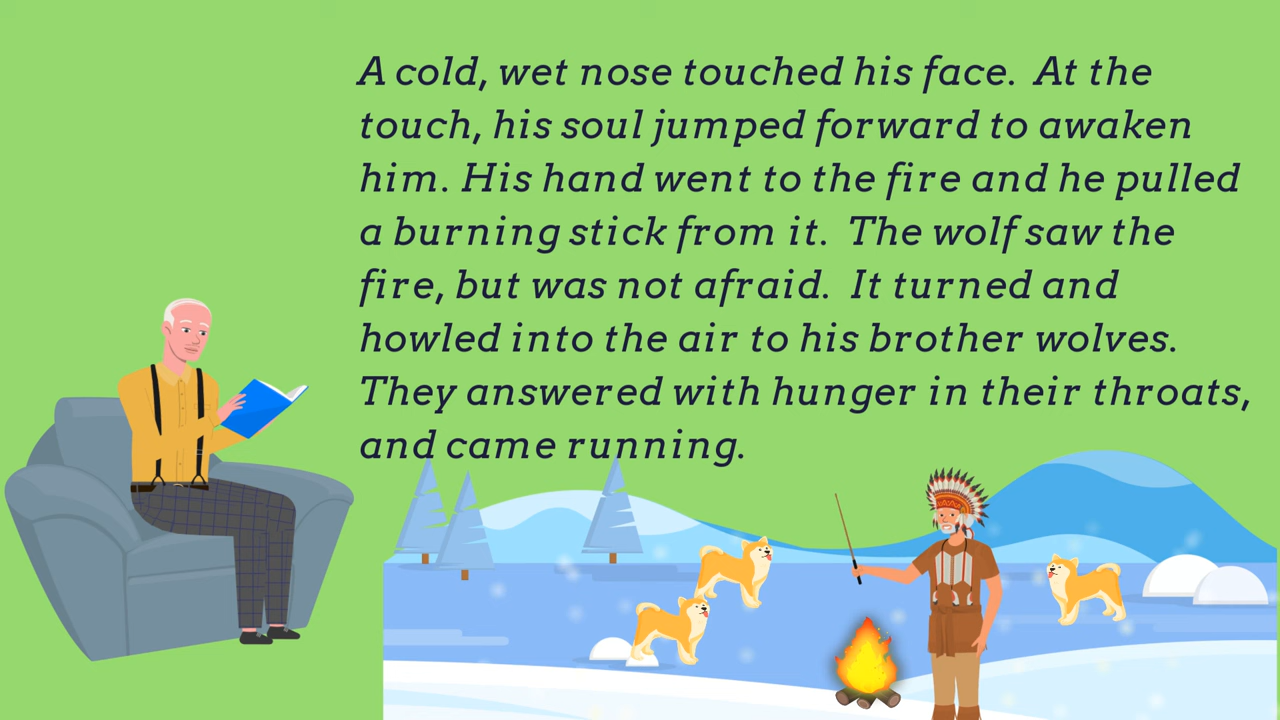 A cold, wet nose touched his face.  At the
touch, his soul jumped forward to awaken
him. His hand went to the fire and he pulled
a burning stick from it.  The wolf saw the
fire, but was not afraid.  It turned and
howled into the air to his brother wolves.
They answered with hunger in their throats,
and came running.